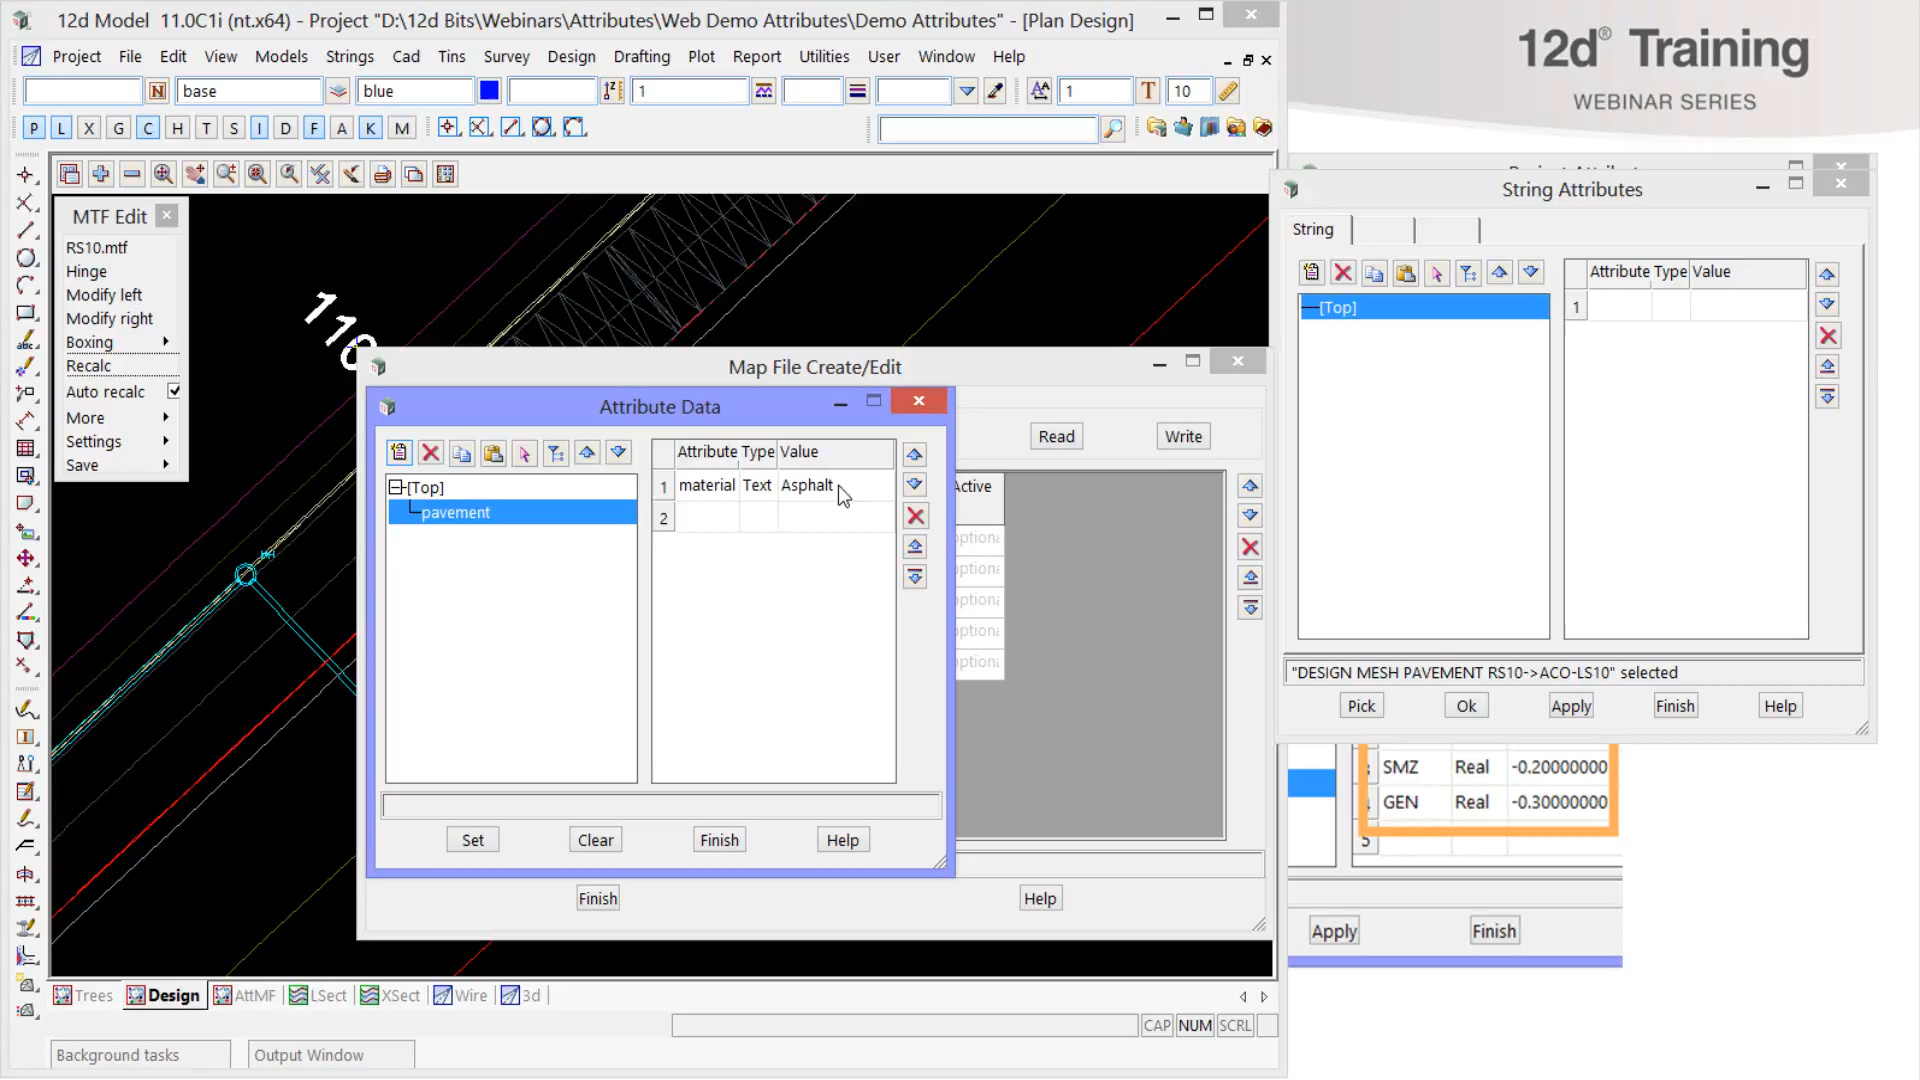 12d Model 11.0C1i (nt.x64) - Project "D:\12d Bits\Webinars\Attributes\Web Demo Attributes\Demo Attributes" - [Plan Design]
Project File Edit View Models Strings Cad Tins Survey Design Drafting Plot Report Utilities User Window Help
base blue 1 1 T 10
P L X G C H T S I D F A K M
12d® Training
WEBINAR SERIES
MTF Edit
RS10.mtf
Hinge
Modify left
Modify right
Boxing
Recalc
Auto recalc
More
Settings
Save
110
Map File Create/Edit
Read Write
Active
Finish Help
Attribute Data
Attribute Type Value
1 material Text Asphalt
2
[Top]
pavement
Set Clear Finish Help
String Attributes
String
Attribute Type Value
[Top]
1
"DESIGN MESH PAVEMENT RS10->ACO-LS10" selected
Pick Ok Apply Finish Help
SMZ Real -0.20000000
GEN Real -0.30000000
5
Apply Finish
Trees Design AttMF LSect XSect Wire 3d
CAP NUM SCRL
Background tasks Output Window